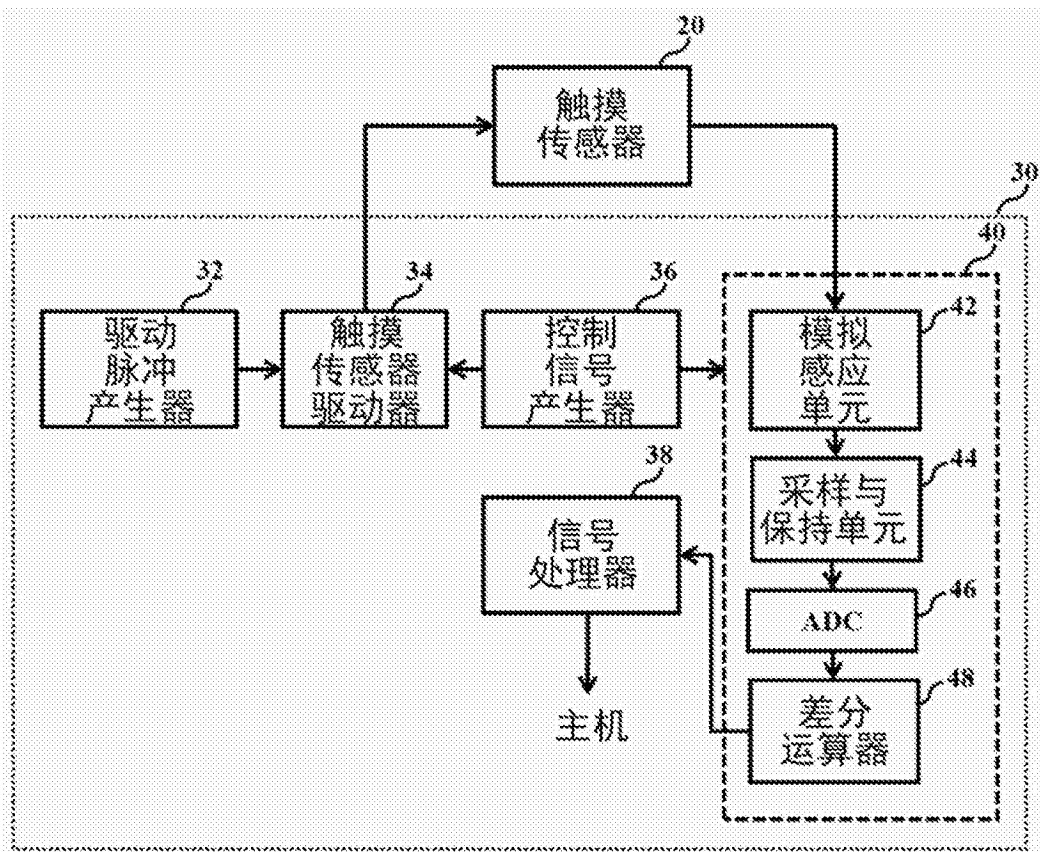 20
触摸
传感器
30
40
32
驱动
脉冲
产生器
34
触摸
传感器
驱动器
36
控制
信号
产生器
42
模拟
感应
单元
38
信号
处理器
44
采样与
保持单元
46
ADC
48
差分
运算器
主机